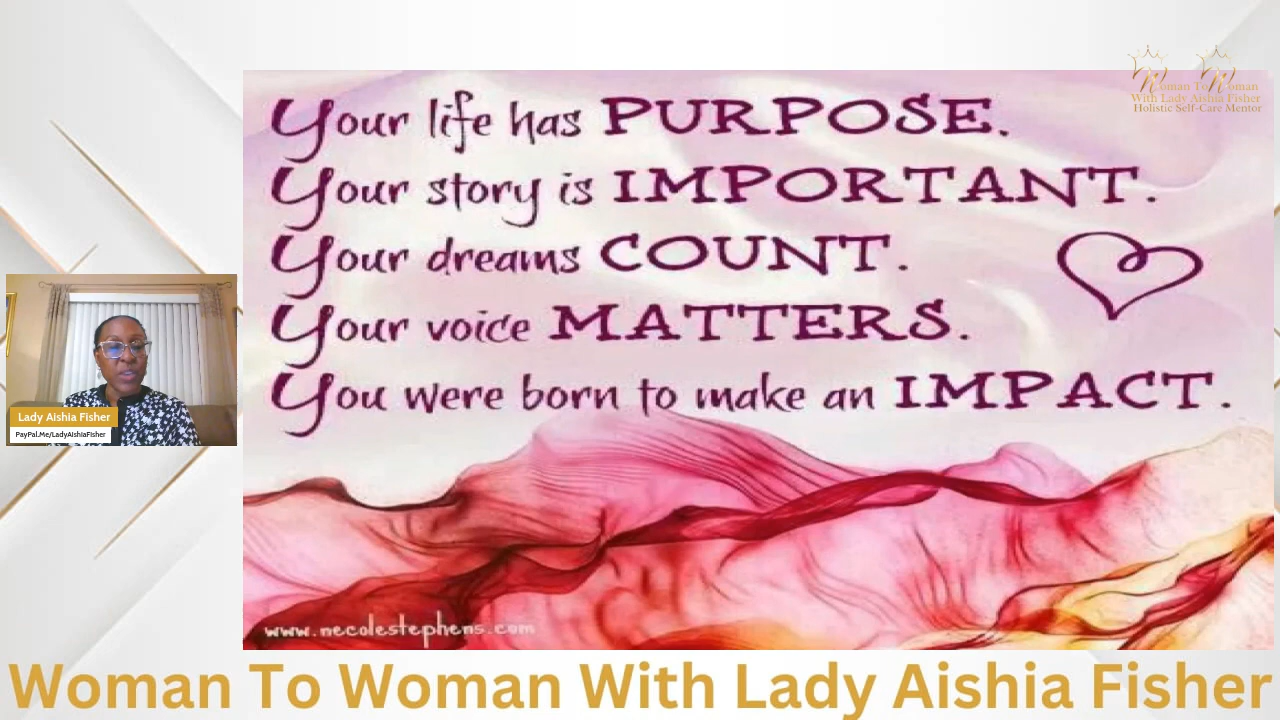 Woman To Woman
With Lady Aishia Fisher
Holistic Self-Care Mentor
Your life has PURPOSE.
Your story is IMPORTANT.
Your dreams COUNT.
Your voice MATTERS.
You were born to make an IMPACT.
www.necolestephens.com
Lady Aishia Fisher
PayPal.Me/LadyAishiaFisher
Woman To Woman With Lady Aishia Fisher